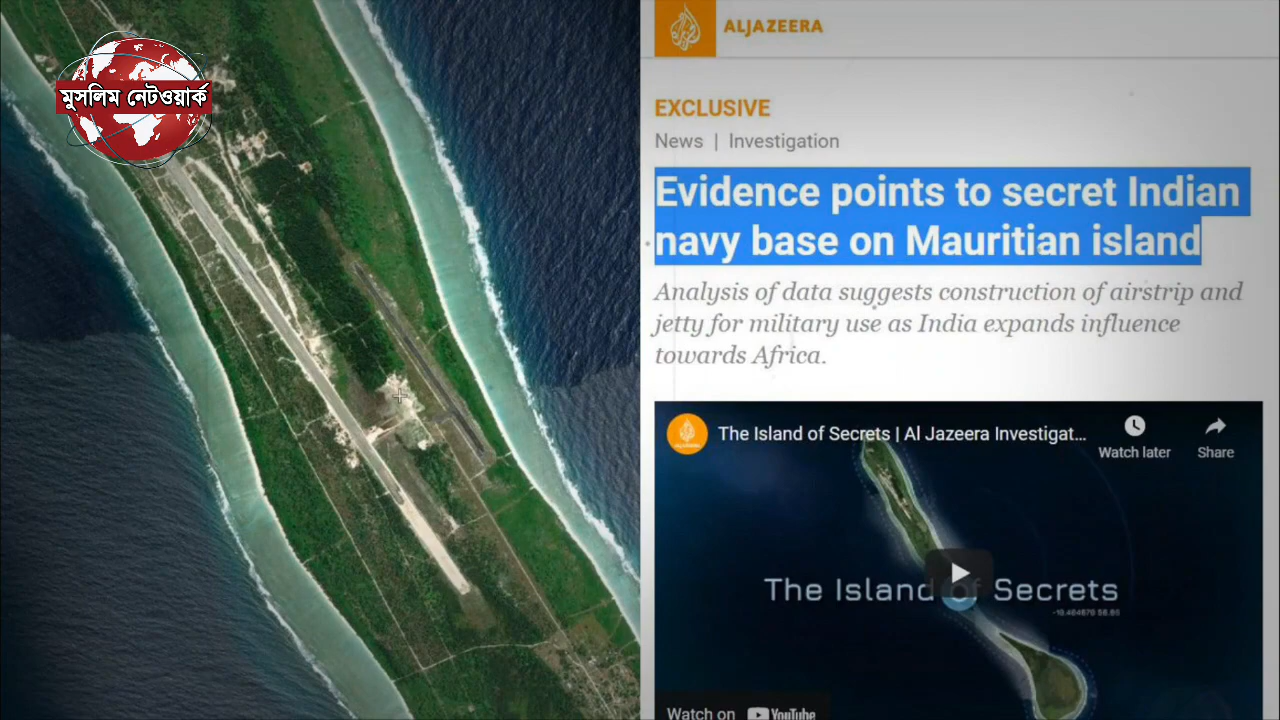 মুসলিম নেটওয়ার্ক
ALJAZEERA
EXCLUSIVE
News | Investigation
Evidence points to secret Indian
navy base on Mauritian island
Analysis of data suggests construction of airstrip and
jetty for military use as India expands influence
towards Africa.
The Island of Secrets | Al Jazeera Investigat...
Watch later
Share
The Island of Secrets
Watch on YouTube